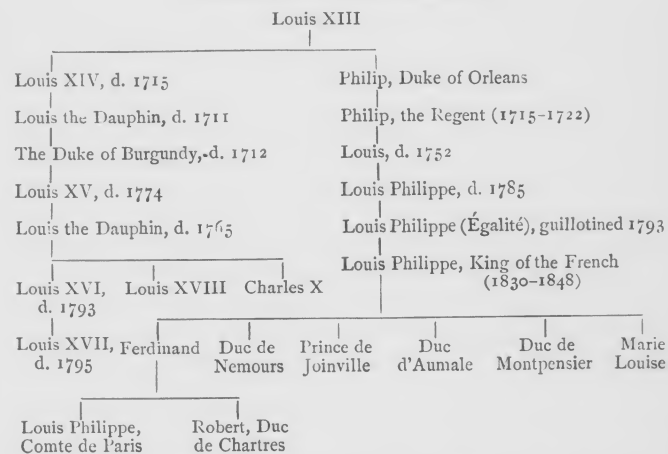 Louis XIII
Louis XIV, d. 1715
Philip, Duke of Orleans
Louis the Dauphin, d. 1711
Philip, the Regent (1715-1722)
The Duke of Burgundy, d. 1712
Louis, d. 1752
Louis XV, d. 1774
Louis Philippe, d. 1785
Louis the Dauphin, d. 1765
Louis Philippe (Égalité), guillotined 1793
Louis XVI,
d. 1793
Louis XVIII
Charles X
Louis Philippe, King of the French
(1830-1848)
Louis XVII,
d. 1795
Ferdinand
Duc de
Nemours
Prince de
Joinville
Duc
d'Aumale
Duc de
Montpensier
Marie
Louise
Louis Philippe,
Comte de Paris
Robert, Duc
de Chartres